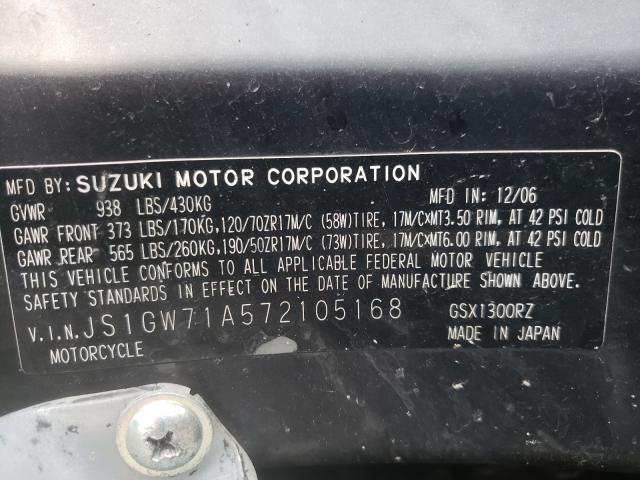 MFD BY: SUZUKI MOTOR CORPORATION
GVWR 938 LBS/430KG MFD IN: 12/06
GAWR FRONT 373 LBS/170KG, 120/70ZR17M/C (58W)TIRE, 17M/C×MT3.50 RIM, AT 42 PSI COLD
GAWR REAR 565 LBS/260KG, 190/50ZR17M/C (73W)TIRE, 17M/C×MT6.00 RIM, AT 42 PSI COLD
THIS VEHICLE CONFORMS TO ALL APPLICABLE FEDERAL MOTOR VEHICLE
SAFETY STANDARDS IN EFFECT ON THE DATE OF MANUFACTURE SHOWN ABOVE.
V.I.N. JS1GW71A572105168 GSX1300RZ
MOTORCYCLE MADE IN JAPAN